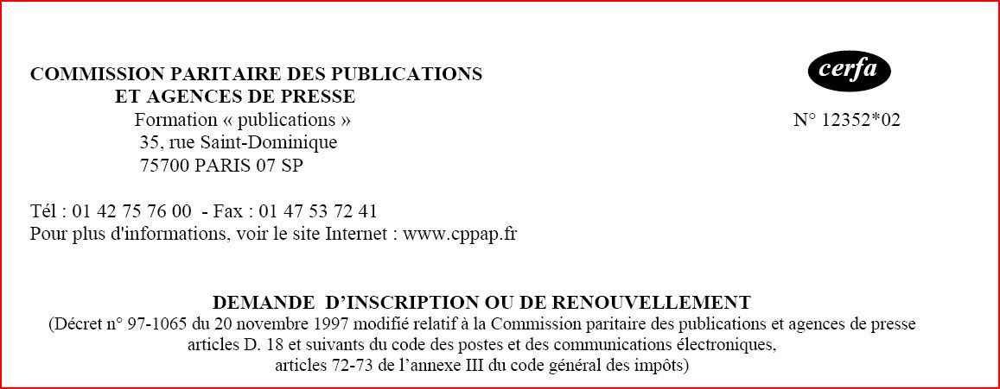 COMMISSION PARITAIRE DES PUBLICATIONS
ET AGENCES DE PRESSE
Formation « publications »
35, rue Saint-Dominique
75700 PARIS 07 SP
cerfa
N° 12352*02
Tél : 01 42 75 76 00 - Fax : 01 47 53 72 41
Pour plus d'informations, voir le site Internet : www.cppap.fr
DEMANDE D’INSCRIPTION OU DE RENOUVELLEMENT
(Décret n° 97-1065 du 20 novembre 1997 modifié relatif à la Commission paritaire des publications et agences de presse
articles D. 18 et suivants du code des postes et des communications électroniques,
articles 72-73 de l’annexe III du code général des impôts)